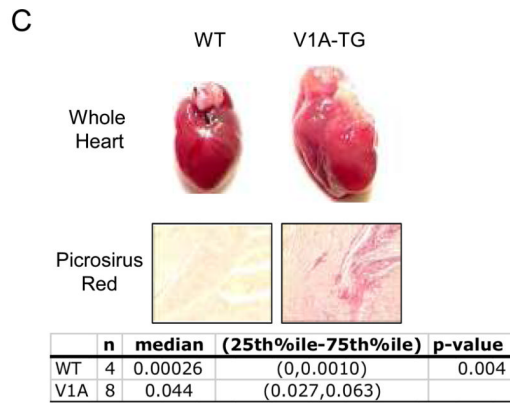 C
WT V1A-TG
Whole
Heart
Picrosirus
Red
n median (25th%ile-75th%ile) p-value
WT 4 0.00026 (0,0.0010) 0.004
V1A 8 0.044 (0.027,0.063)